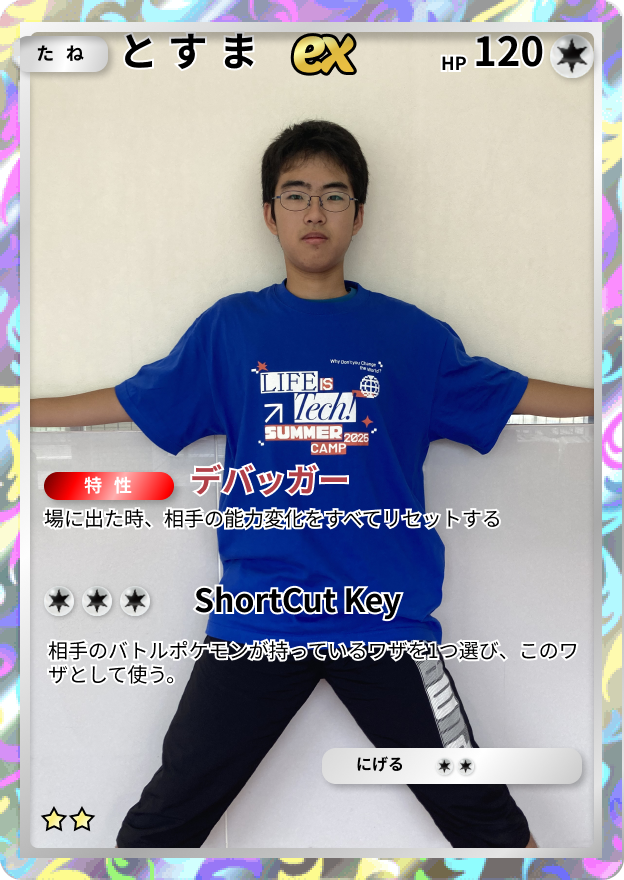 たね
とすま ex
HP 120
Why Don't you Change
the World?
LIFE IS
Tech!
SUMMER 2025
CAMP
特性 デバッガー
場に出た時、相手の能力変化をすべてリセットする
ShortCut Key
相手のバトルポケモンが持っているワザを1つ選び、このワ
ザとして使う。
にげる